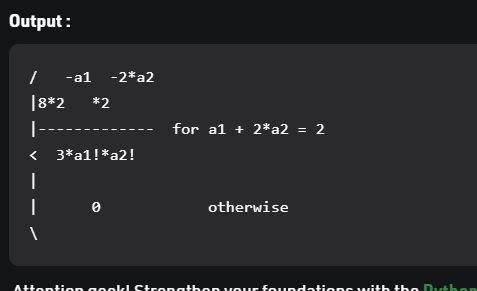 Output :
/   -a1  -2*a2
|8*2   *2
|-------------  for a1 + 2*a2 = 2
<  3*a1!*a2!
|
|      0            otherwise
\
Attention geek! Strengthen your foundations with the Python